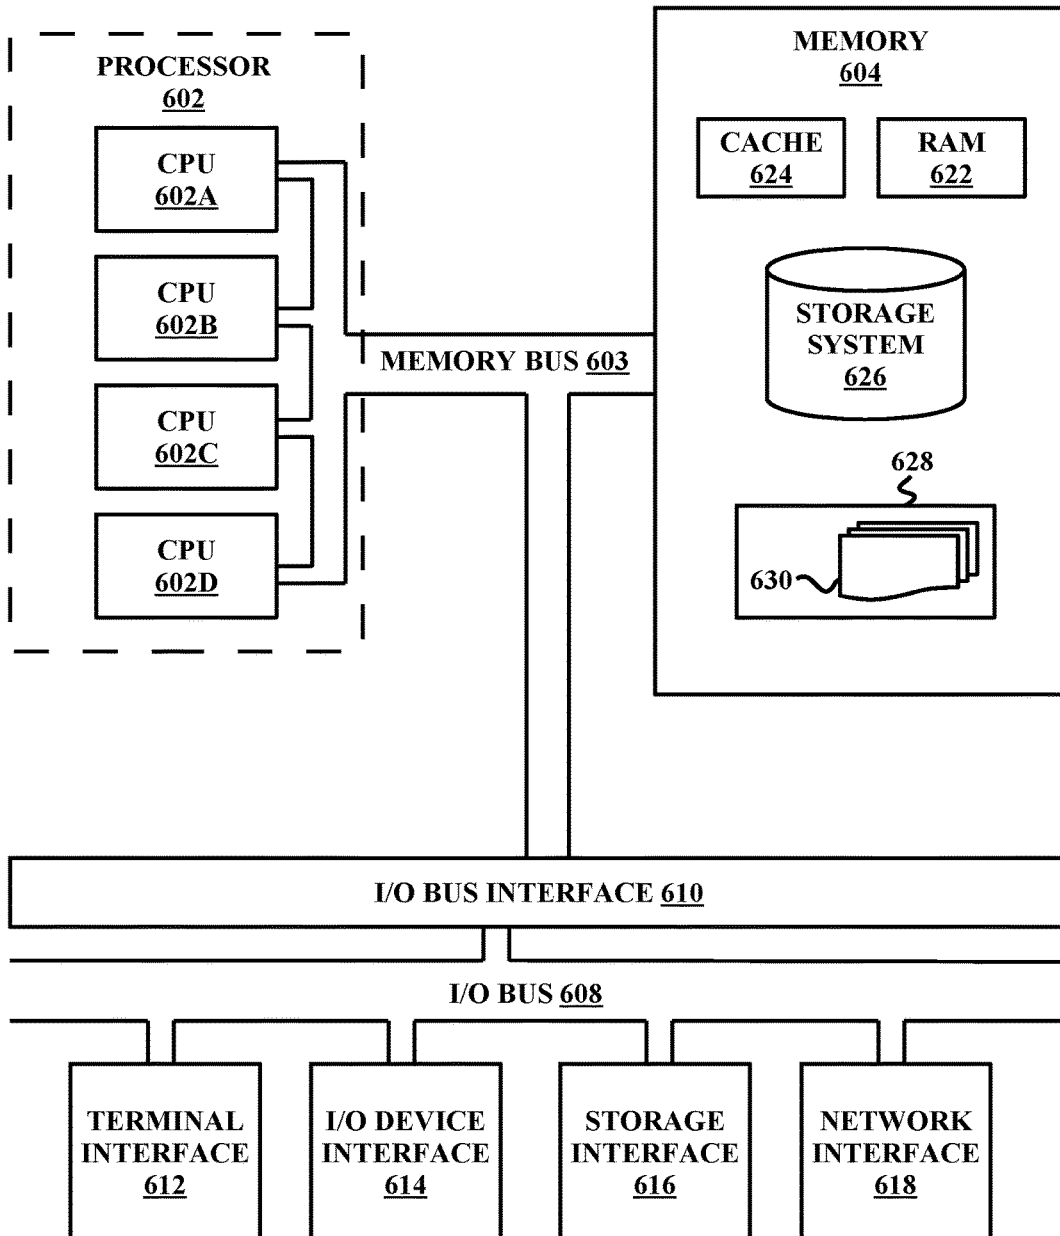 PROCESSOR
602
CPU
602A
CPU
602B
CPU
602C
CPU
602D
MEMORY BUS 603
MEMORY
604
CACHE
624
RAM
622
STORAGE
SYSTEM
626
628
630
I/O BUS INTERFACE 610
I/O BUS 608
TERMINAL
INTERFACE
612
I/O DEVICE
INTERFACE
614
STORAGE
INTERFACE
616
NETWORK
INTERFACE
618